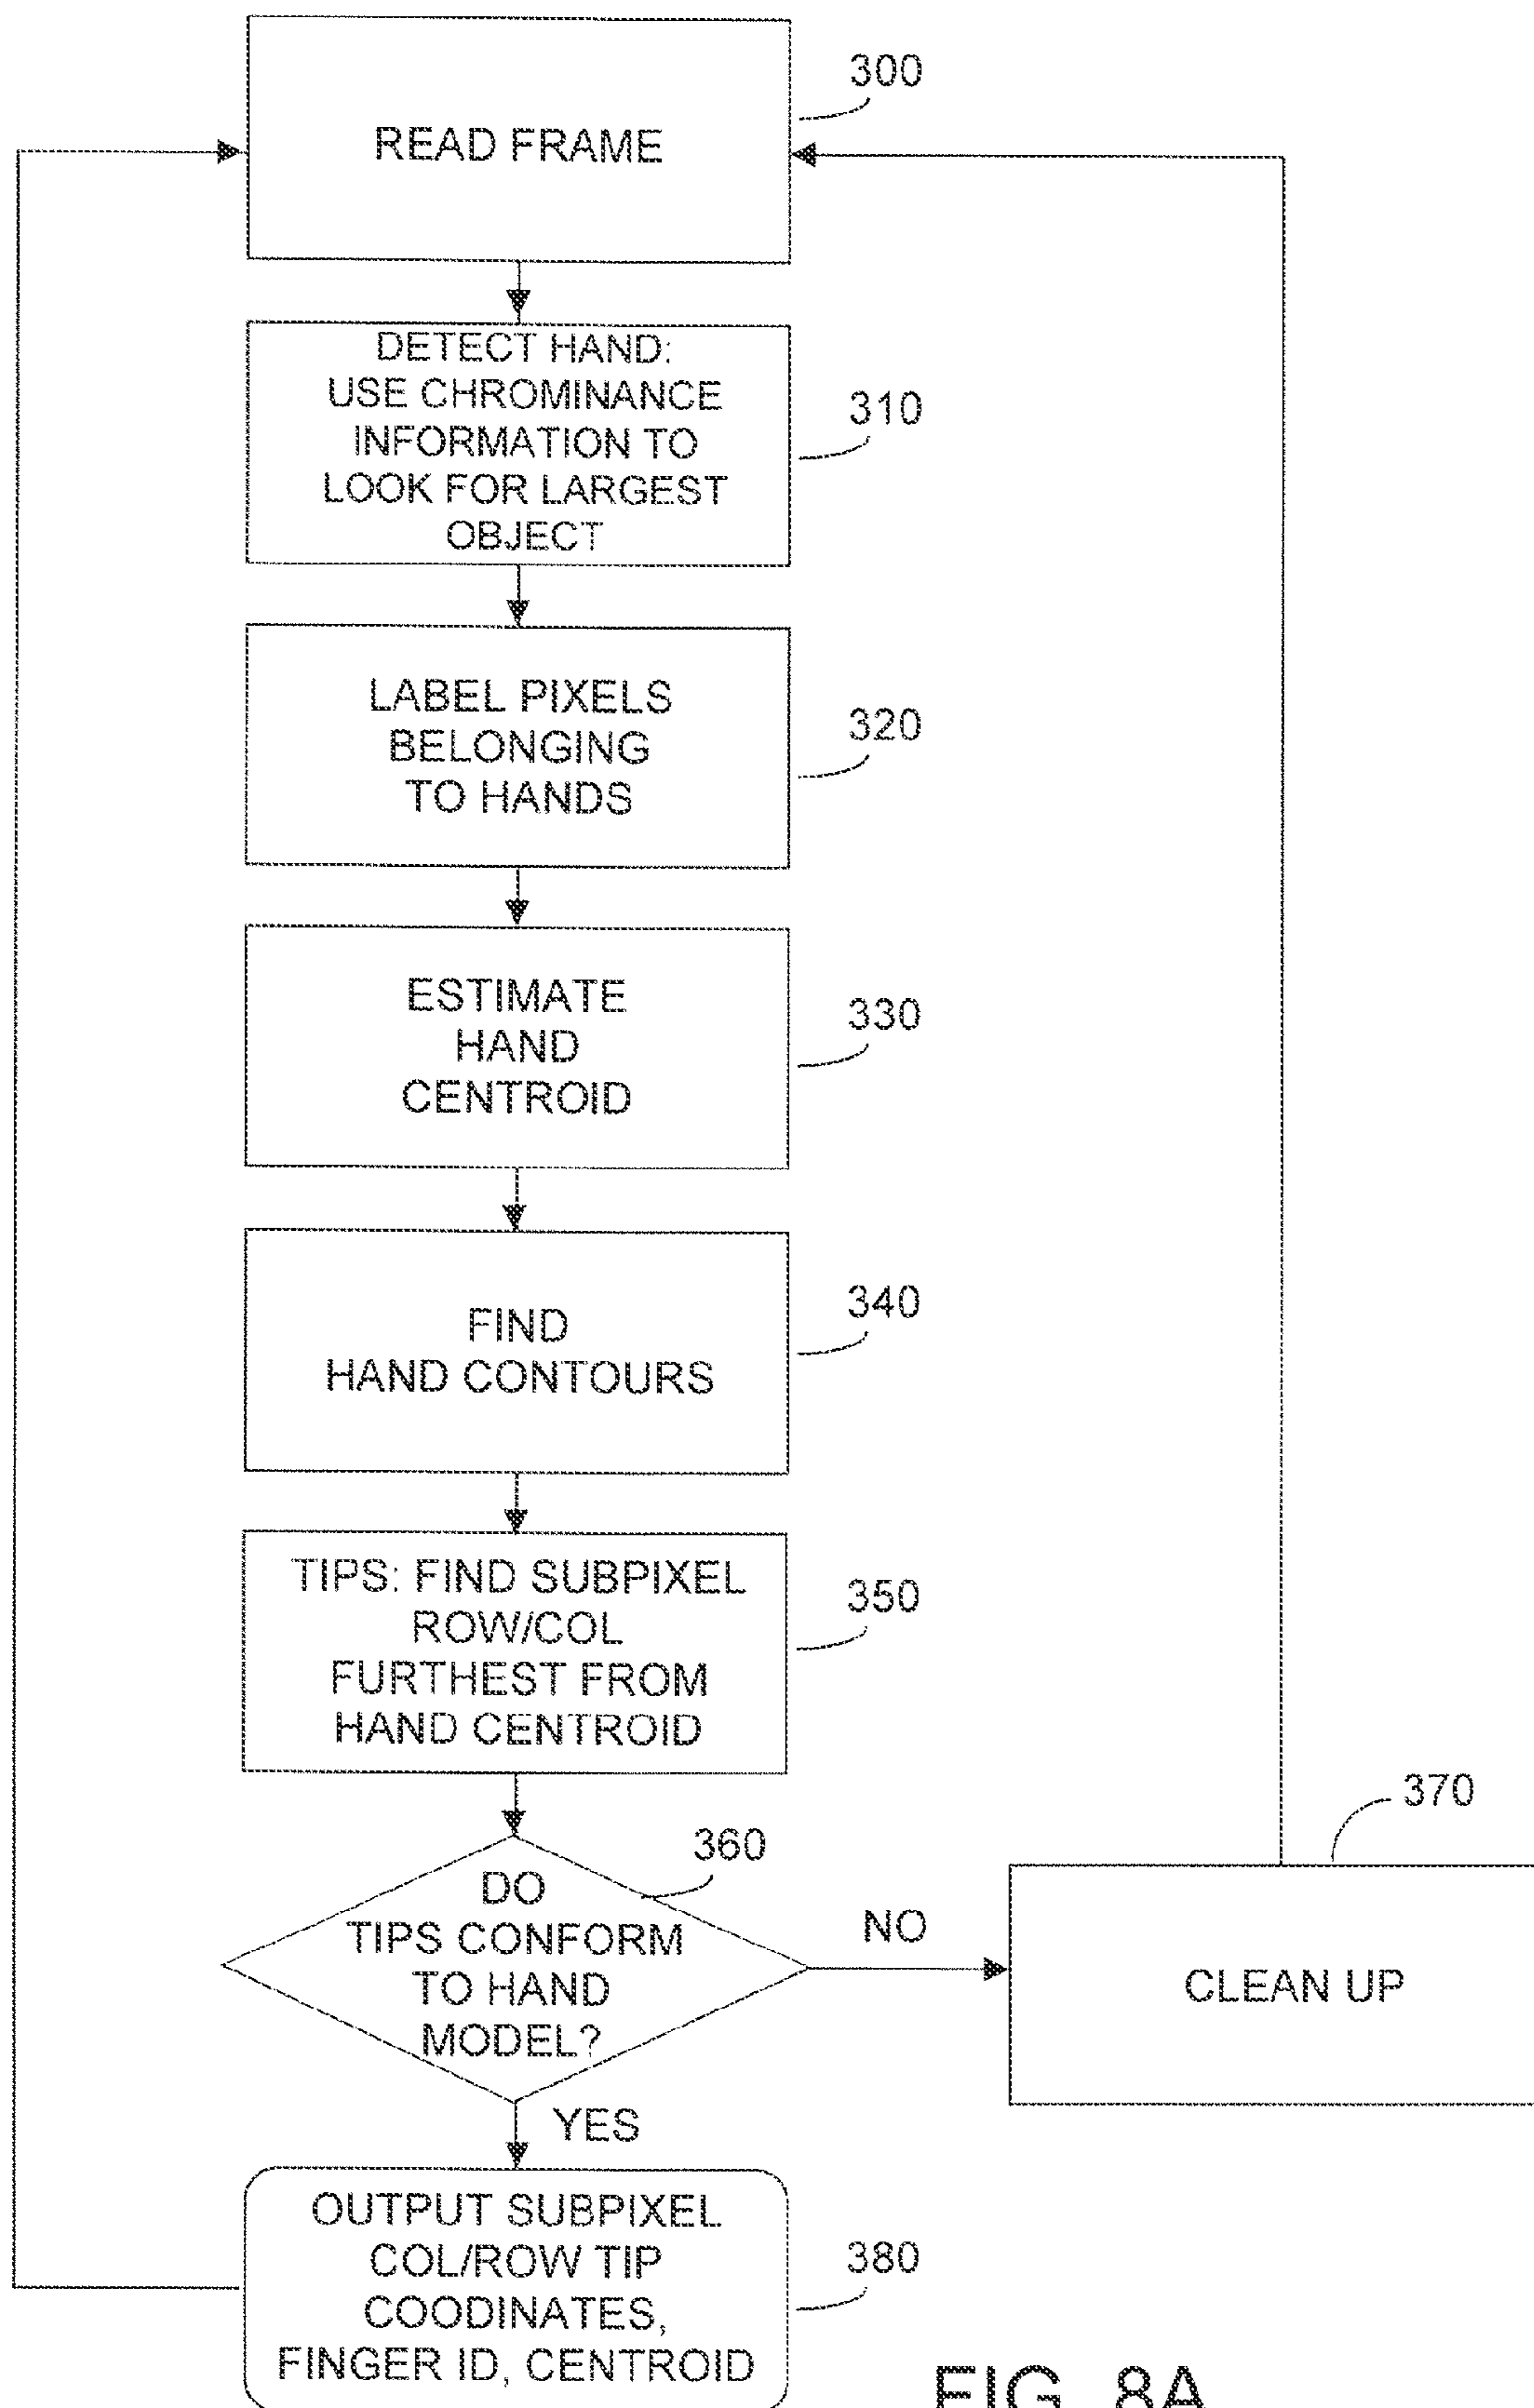 READ FRAME
300
DETECT HAND:
USE CHROMINANCE
INFORMATION TO
LOOK FOR LARGEST
OBJECT
310
LABEL PIXELS
BELONGING
TO HANDS
320
ESTIMATE
HAND
CENTROID
330
FIND
HAND CONTOURS
340
TIPS: FIND SUBPIXEL
ROW/COL
FURTHEST FROM
HAND CENTROID
350
DO
TIPS CONFORM
TO HAND
MODEL?
360
NO
370
CLEAN UP
YES
OUTPUT SUBPIXEL
COL/ROW TIP
COODINATES,
FINGER ID, CENTROID
380
FIG. 8A